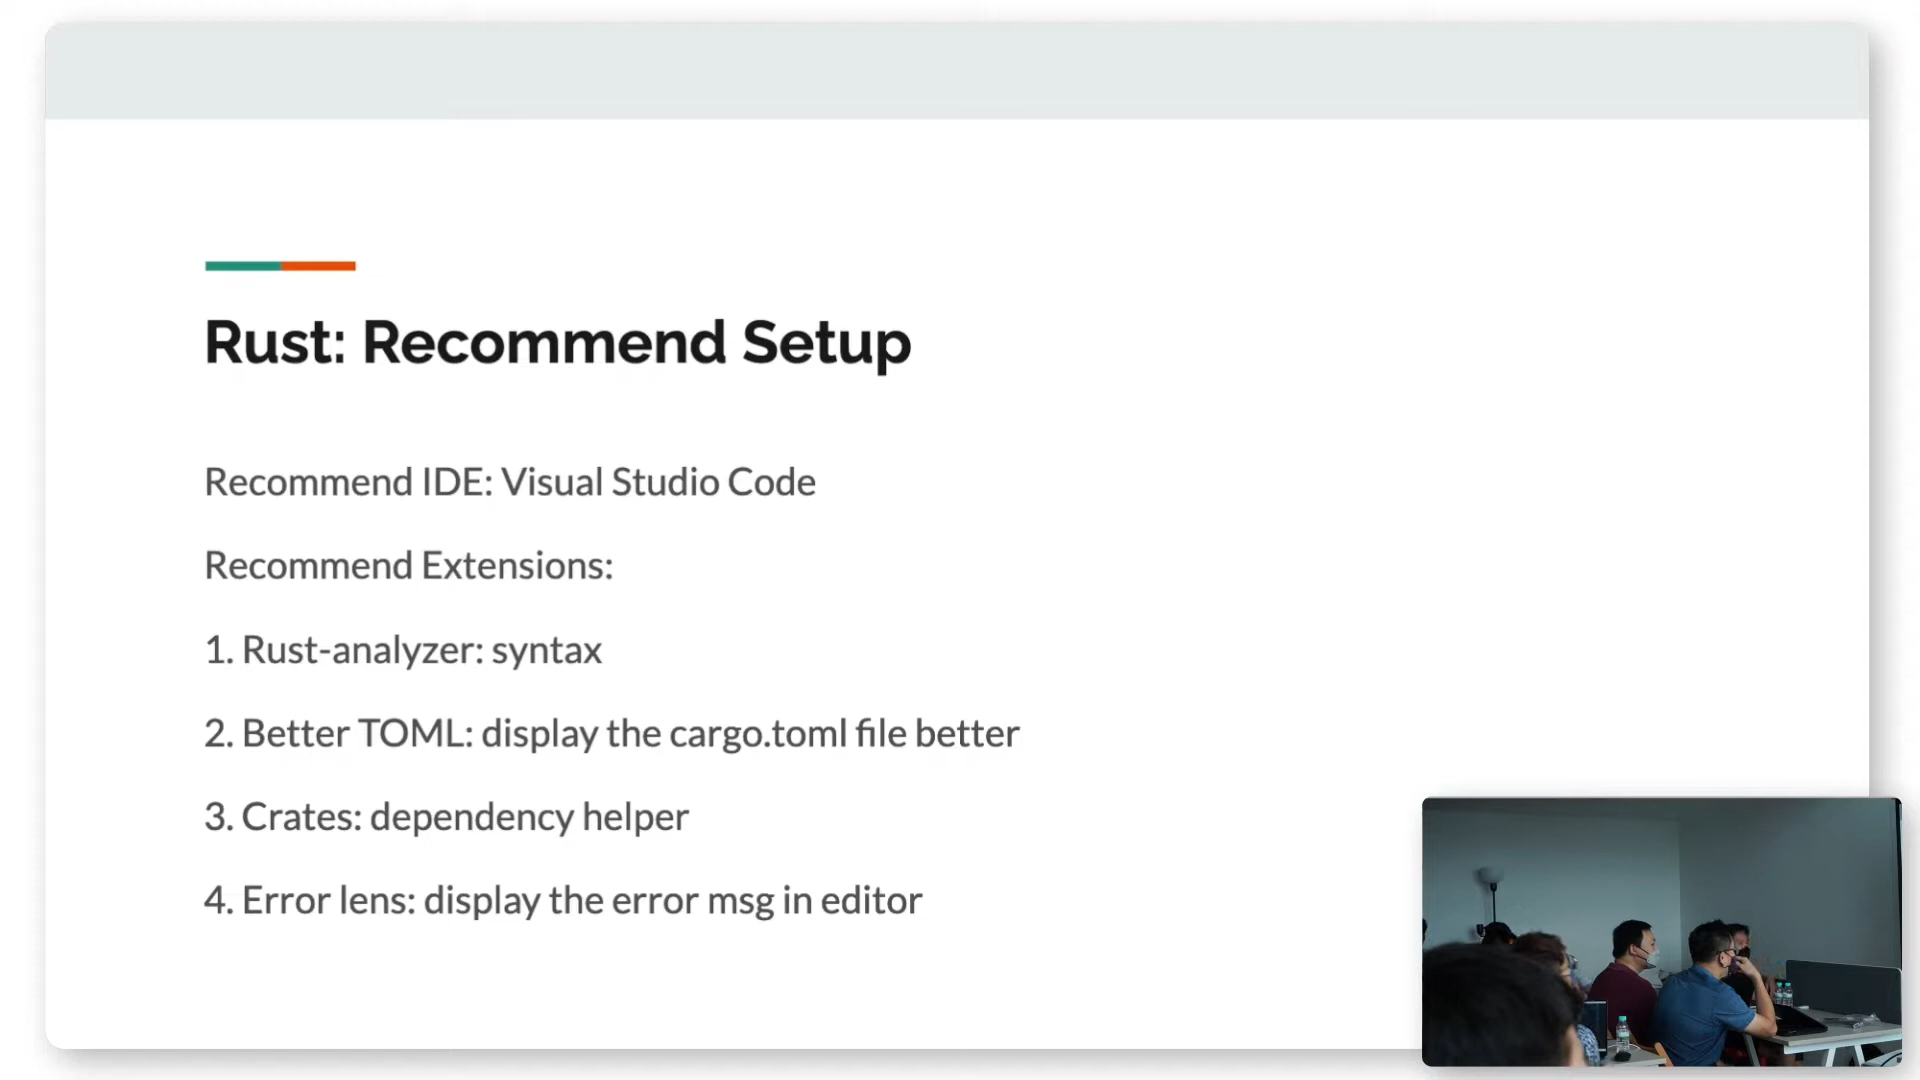 Rust: Recommend Setup
Recommend IDE: Visual Studio Code
Recommend Extensions:
1. Rust-analyzer: syntax
2. Better TOML: display the cargo.toml file better
3. Crates: dependency helper
4. Error lens: display the error msg in editor